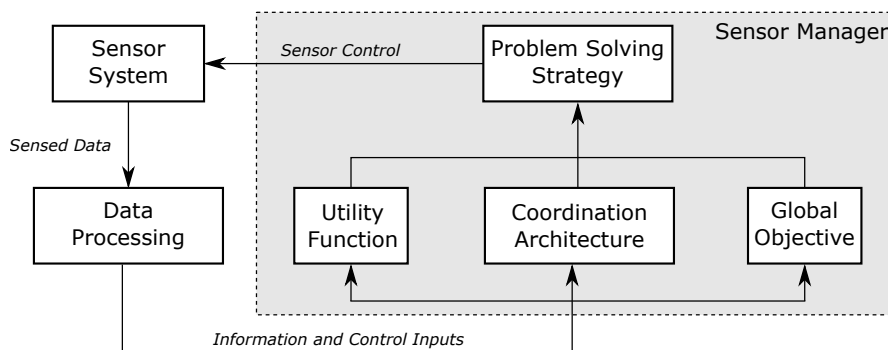 Sensor Manager
Sensor
System
Sensor Control
Problem Solving
Strategy
Sensed Data
Data
Processing
Utility
Function
Coordination
Architecture
Global
Objective
Information and Control Inputs